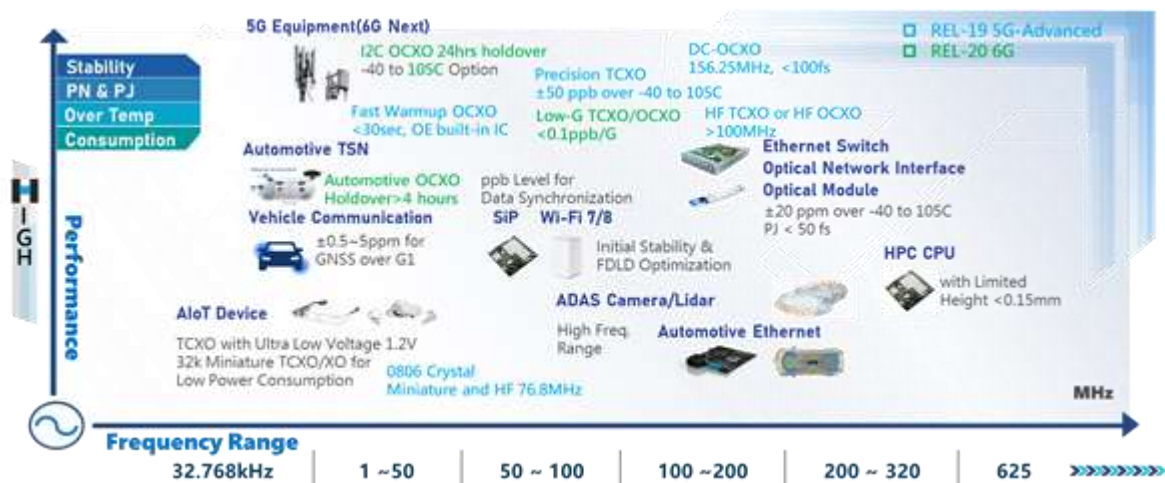 5G Equipment(6G Next)
REL-19 5G-Advanced
REL-20 6G
I2C OCXO 24hrs holdover
-40 to 105C Option
DC-OCXO
156.25MHz, <100fs
Precision TCXO
±50 ppb over -40 to 105C
Fast Warmup OCXO
<30sec, OE built-in IC
Low-G TCXO/OCXO
<0.1ppb/G
HF TCXO or HF OCXO
>100MHz
Stability
PN & PJ
Over Temp
Consumption
HIGH
Performance
Automotive TSN
Automotive OCXO
Holdover>4 hours
ppb Level for
Data Synchronization
Ethernet Switch
Optical Network Interface
Optical Module
±20 ppm over -40 to 105C
PJ < 50 fs
Vehicle Communication
±0.5~5ppm for
GNSS over G1
SiP
Wi-Fi 7/8
Initial Stability &
FDLD Optimization
HPC CPU
with Limited
Height <0.15mm
AIoT Device
TCXO with Ultra Low Voltage 1.2V
32k Miniature TCXO/XO for
Low Power Consumption
0806 Crystal
Miniature and HF 76.8MHz
ADAS Camera/Lidar
High Freq.
Range
Automotive Ethernet
MHz
Frequency Range
32.768kHz
1 ~50
50 ~ 100
100 ~200
200 ~ 320
625